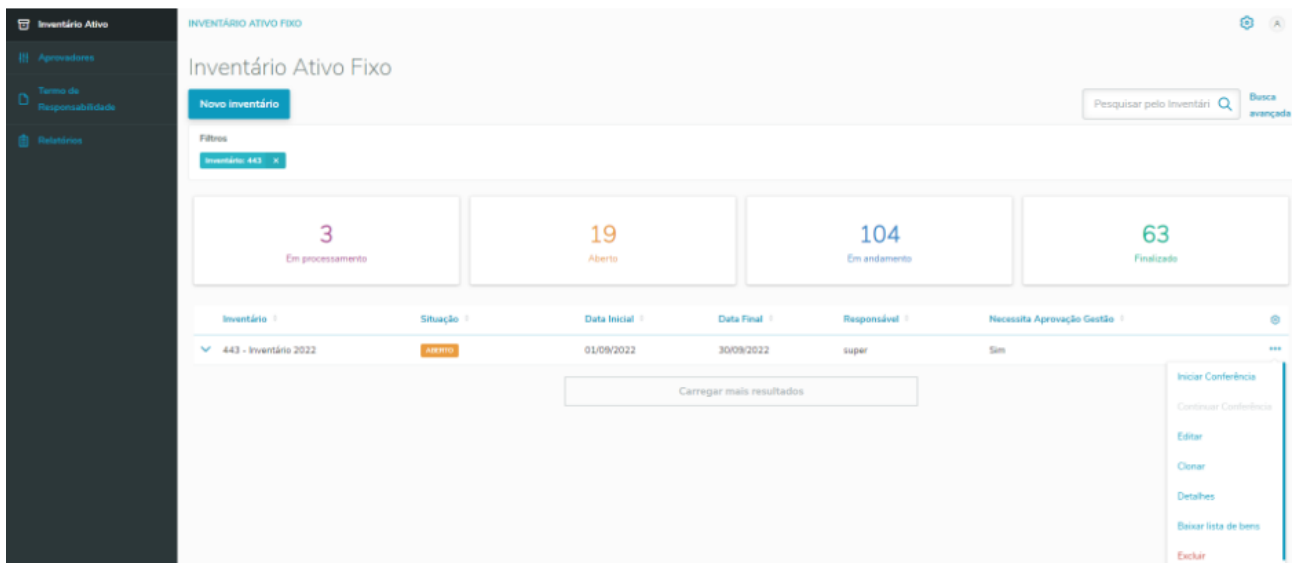 Inventário Ativo
Aprovadores
Termo de
Responsabilidade
Relatórios
INVENTÁRIO ATIVO FIXO
A
Inventário Ativo Fixo
Novo inventário
Pesquisar pelo Inventári
Busca
avançada
Filtros
Inventário: 443 ×
3
Em processamento
19
Aberto
104
Em andamento
63
Finalizado
Inventário Situação Data Inicial Data Final Responsável Necessita Aprovação Gestão
443 - Inventário 2022 ABERTO 01/09/2022 30/09/2022 super Sim
Carregar mais resultados
Iniciar Conferência
Continuar Conferência
Editar
Clonar
Detalhes
Baixar lista de bens
Excluir